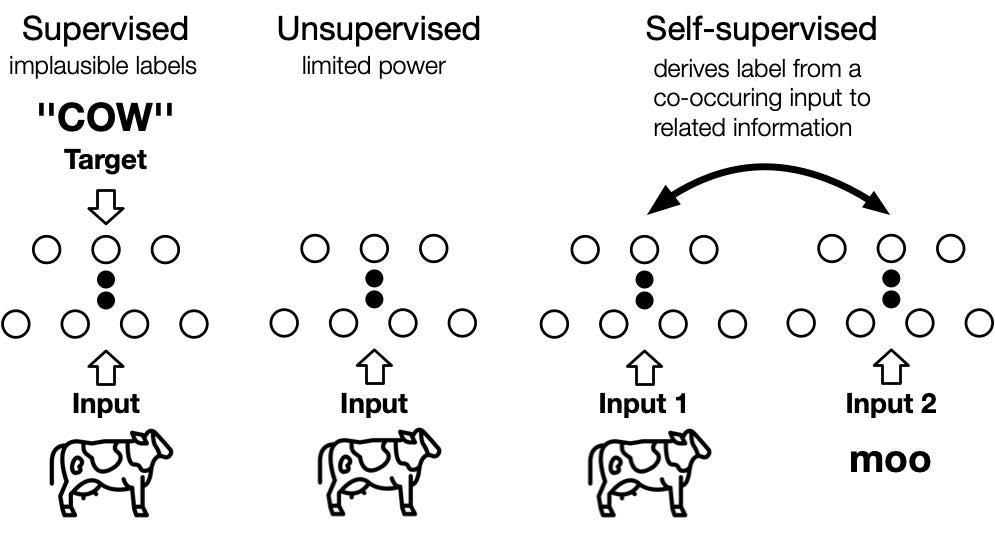 Supervised
implausible labels
"COW"
Target
Input
Unsupervised
limited power
Input
Self-supervised
derives label from a
co-occuring input to
related information
Input 1
Input 2
moo